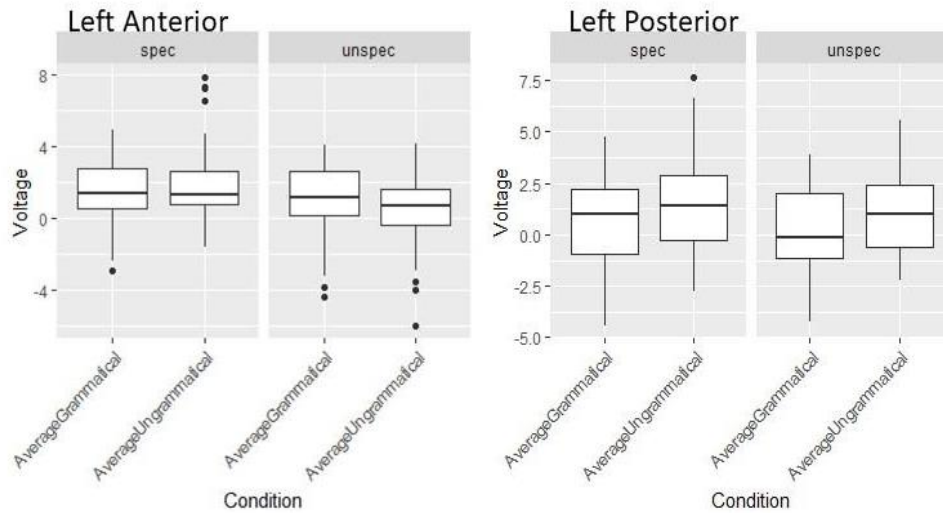 Left Anterior
spec
unspec
8
4
0
-4
Voltage
AverageGrammatical
AverageUngrammatical
AverageGrammatical
AverageUngrammatical
Condition
Left Posterior
spec
unspec
7.5
5.0
2.5
0.0
-2.5
-5.0
Voltage
AverageGrammatical
AverageUngrammatical
AverageGrammatical
AverageUngrammatical
Condition